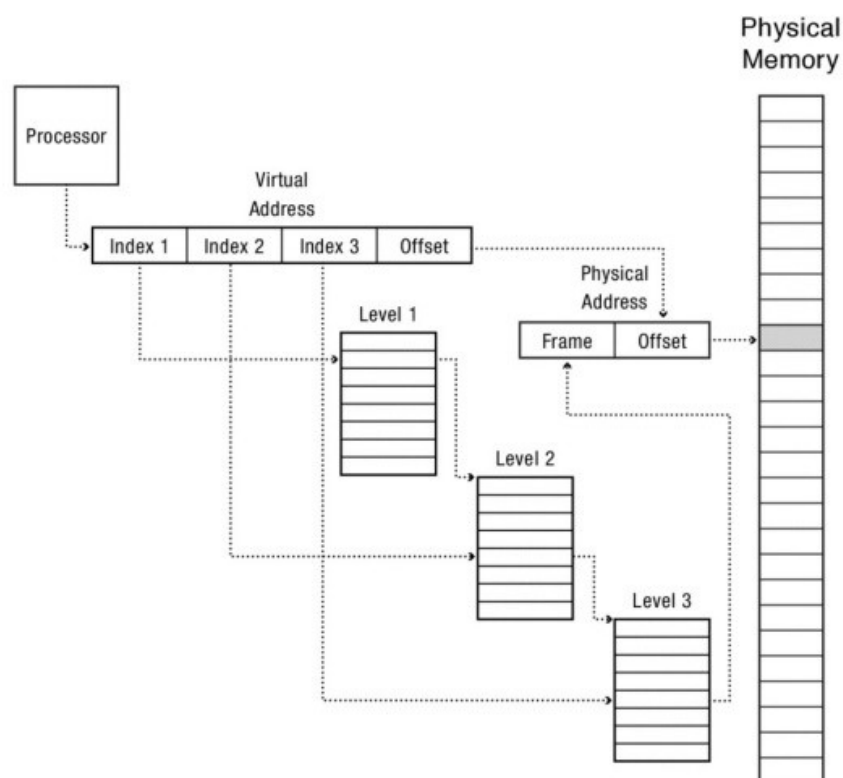 Physical
Memory
Processor
Virtual
Address
Index 1 Index 2 Index 3 Offset
Physical
Address
Level 1
Frame Offset
Level 2
Level 3